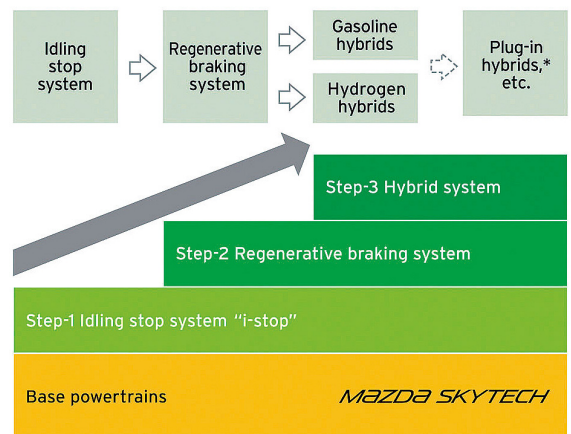 Idling
stop
system
Regenerative
braking
system
Gasoline
hybrids
Hydrogen
hybrids
Plug-in
hybrids,*
etc.
Step-3 Hybrid system
Step-2 Regenerative braking system
Step-1 Idling stop system “i-stop”
Base powertrains
MAZDA SKYTECH